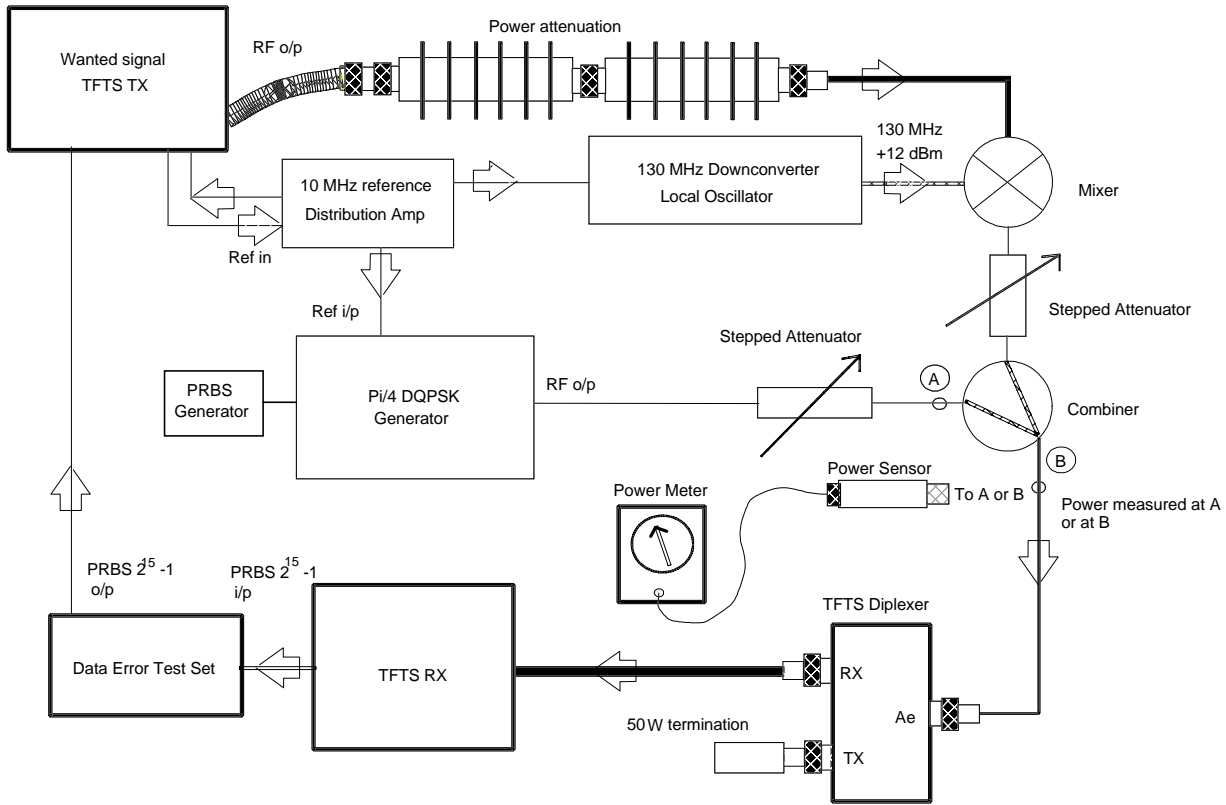 Power attenuation
Wanted signal
TFTS TX
RF o/p
130 MHz
+12 dBm
10 MHz reference
Distribution Amp
130 MHz Downconverter
Local Oscillator
Mixer
Ref in
Ref i/p
Stepped Attenuator
Stepped Attenuator
PRBS
Generator
Pi/4 DQPSK
Generator
RF o/p
A
Combiner
B
Power Sensor
Power Meter
To A or B
Power measured at A
or at B
PRBS 2^15 -1
o/p
PRBS 2^15 -1
i/p
TFTS Diplexer
Data Error Test Set
TFTS RX
RX
Ae
50W termination
TX